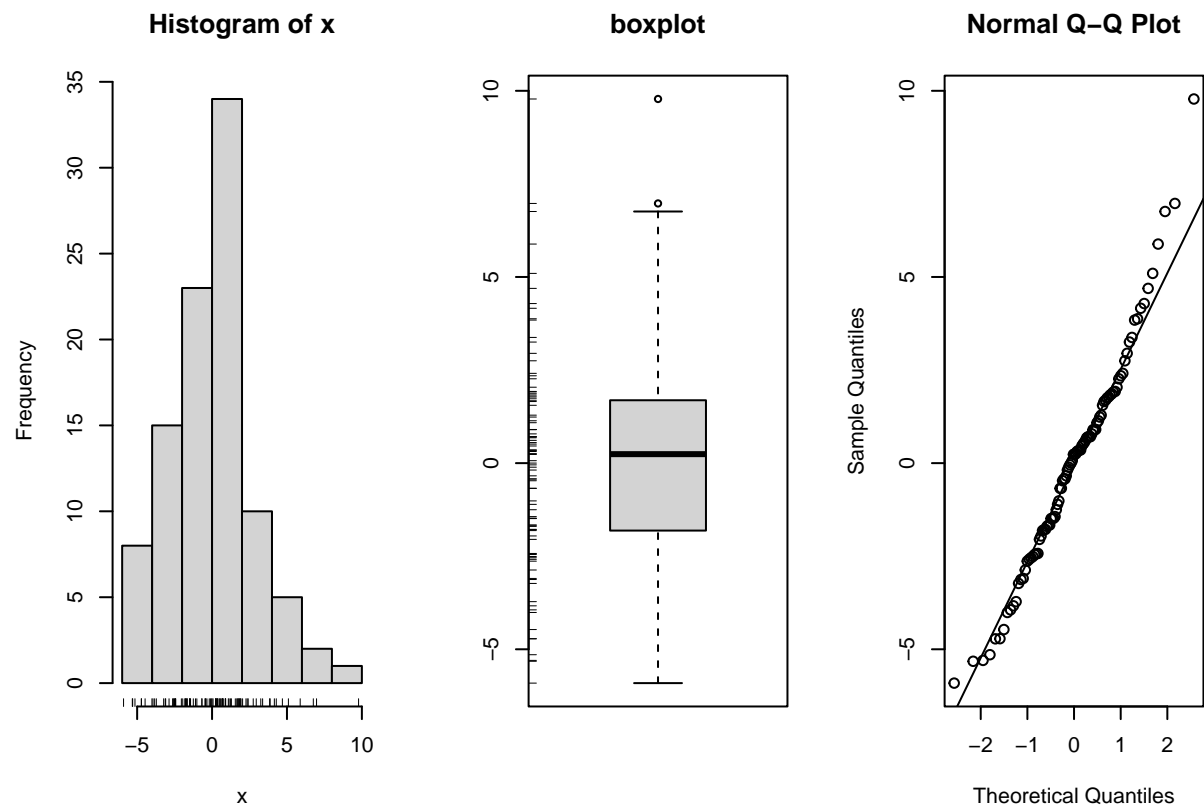 Histogram of x
Frequency
35
30
25
20
15
10
5
0
−5 0 5 10
x
boxplot
10
5
0
−5
Normal Q−Q Plot
Sample Quantiles
10
5
0
−5
−2 −1 0 1 2
Theoretical Quantiles